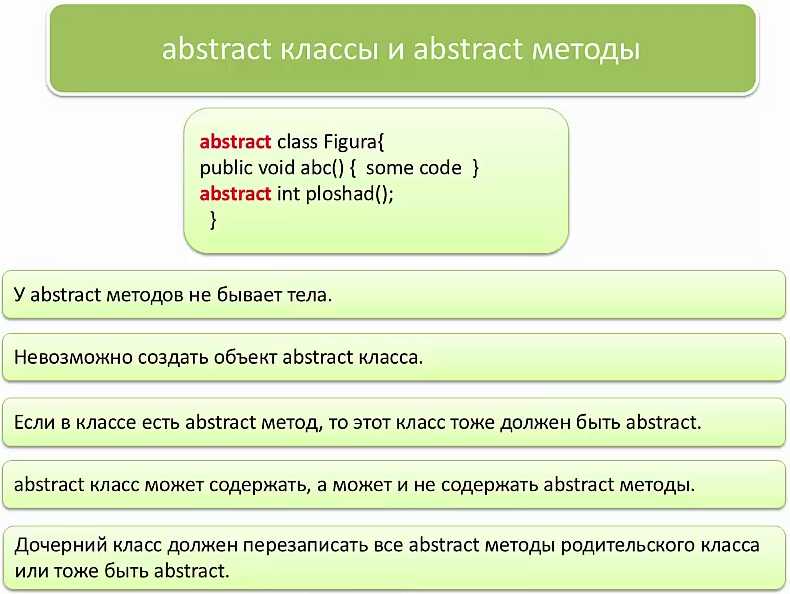 abstract классы и abstract методы
abstract class Figura{
public void abc() { some code }
abstract int ploshad();
}
У abstract методов не бывает тела.
Невозможно создать объект abstract класса.
Если в классе есть abstract метод, то этот класс тоже должен быть abstract.
abstract класс может содержать, а может и не содержать abstract методы.
Дочерний класс должен перезаписать все abstract методы родительского класса
или тоже быть abstract.